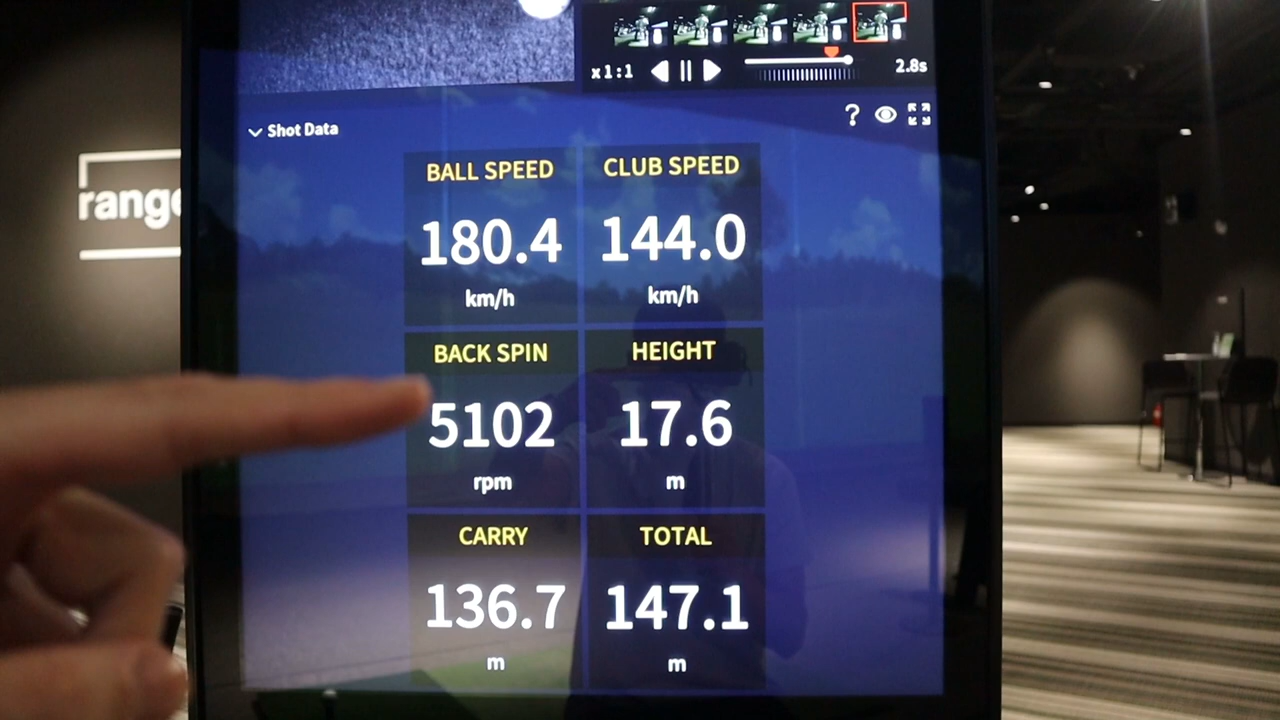 x1:1
2.8s
Shot Data
?
range
BALL SPEED
CLUB SPEED
180.4
144.0
km/h
km/h
BACK SPIN
HEIGHT
5102
17.6
rpm
m
CARRY
TOTAL
136.7
147.1
m
m